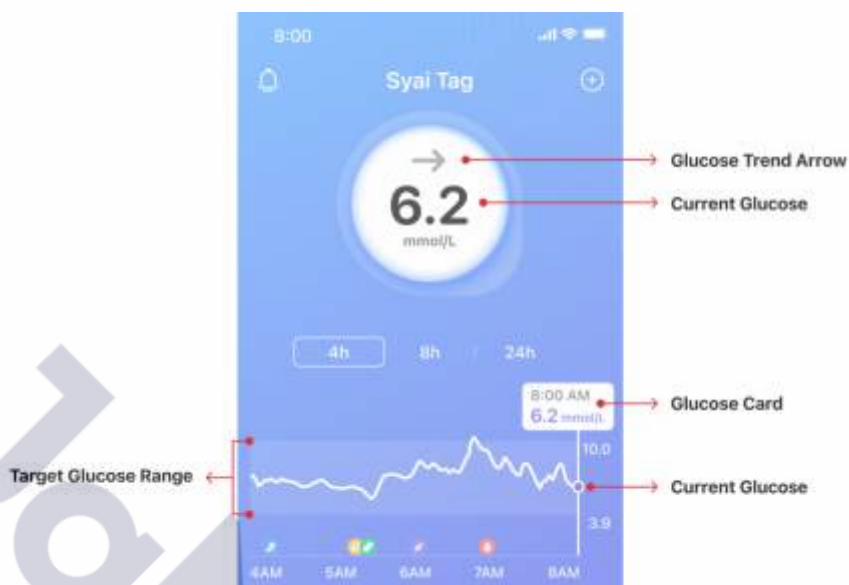 8:00
Syai Tag
Glucose Trend Arrow
6.2
Current Glucose
mmol/L
4h 8h 24h
8:00 AM
6.2 mmol/L
Glucose Card
10.0
Target Glucose Range
Current Glucose
3.9
4AM 5AM 6AM 7AM 8AM